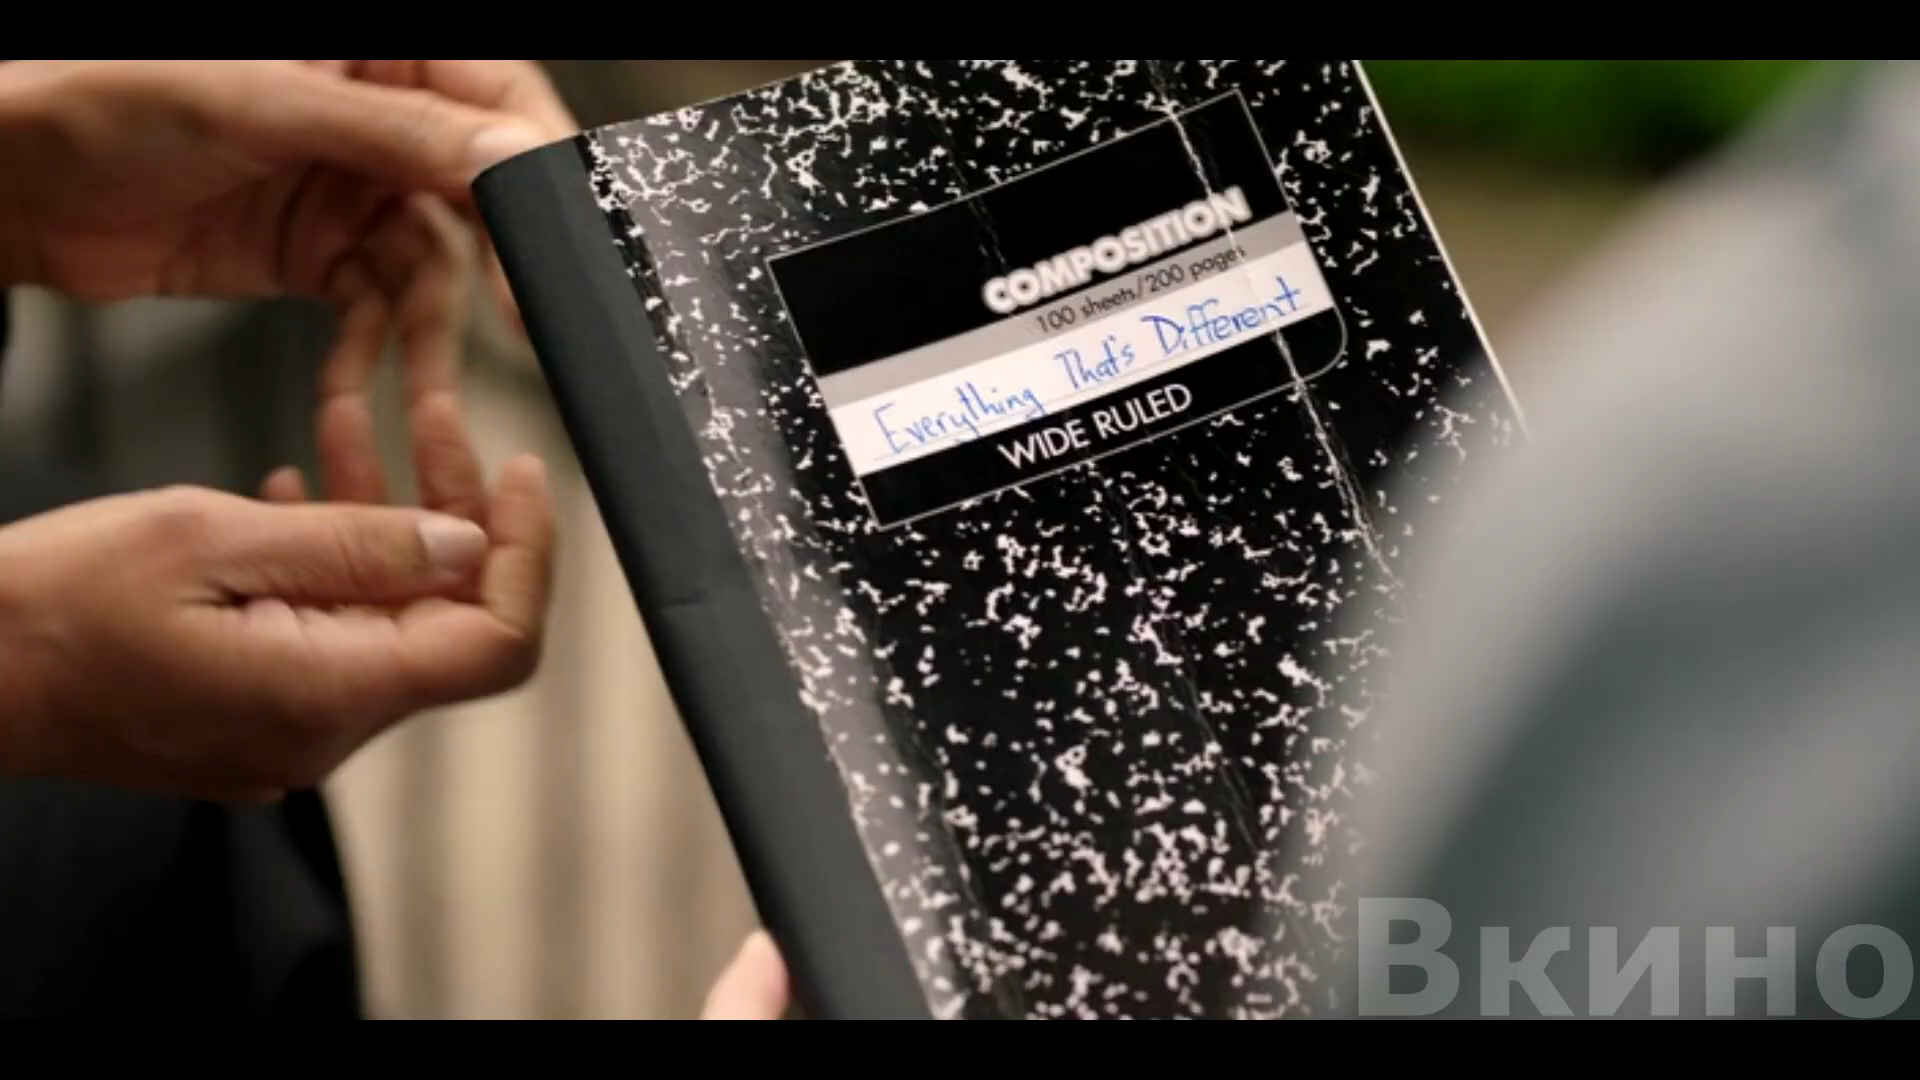 COMPOSITION
100 sheets/200 pages
Everything That's Different
WIDE RULED
Вкино